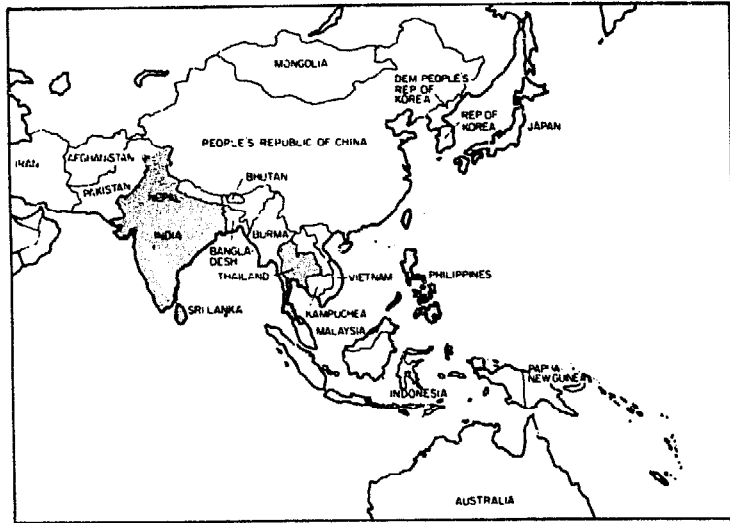 MONGOLIA
DEM PEOPLE'S
REP OF
KOREA
REP OF
KOREA
JAPAN
PEOPLE'S REPUBLIC OF CHINA
IRAN
AFGHANISTAN
PAKISTAN
NEPAL
BHUTAN
INDIA
BURMA
BANGLA-
DESH
THAILAND
VIETNAM
PHILIPPINES
SRI LANKA
KAMPUCHEA
MALAYSIA
PAPUA
NEW GUINEA
INDONESIA
AUSTRALIA